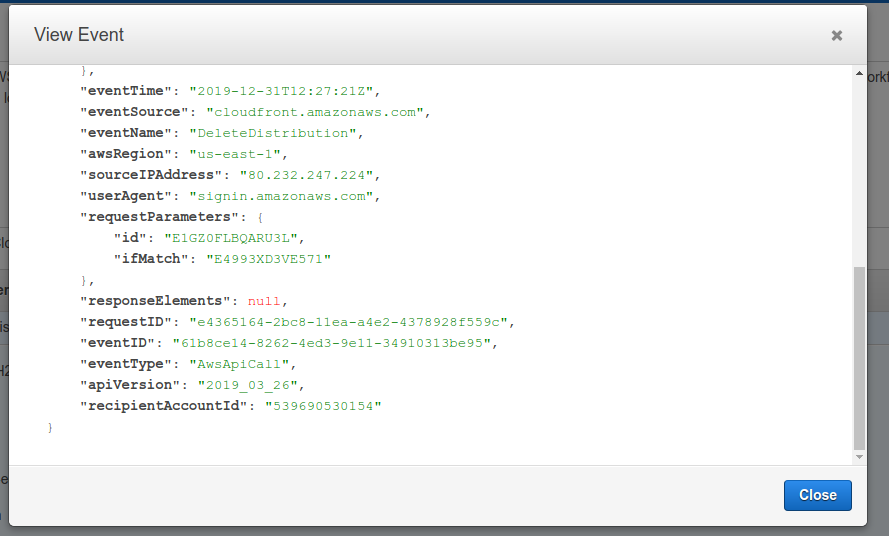 View Event
},
"eventTime": "2019-12-31T12:27:21Z",
"eventSource": "cloudfront.amazonaws.com",
"eventName": "DeleteDistribution",
"awsRegion": "us-east-1",
"sourceIPAddress": "80.232.247.224",
"userAgent": "signin.amazonaws.com",
"requestParameters": {
"id": "E1GZ0FLBQARU3L",
"ifMatch": "E4993XD3VE571"
},
"responseElements": null,
"requestID": "e4365164-2bc8-11ea-a4e2-4378928f559c",
"eventID": "61b8ce14-8262-4ed3-9e11-34910313be95",
"eventType": "AwsApiCall",
"apiVersion": "2019_03_26",
"recipientAccountId": "539690530154"
}
Close